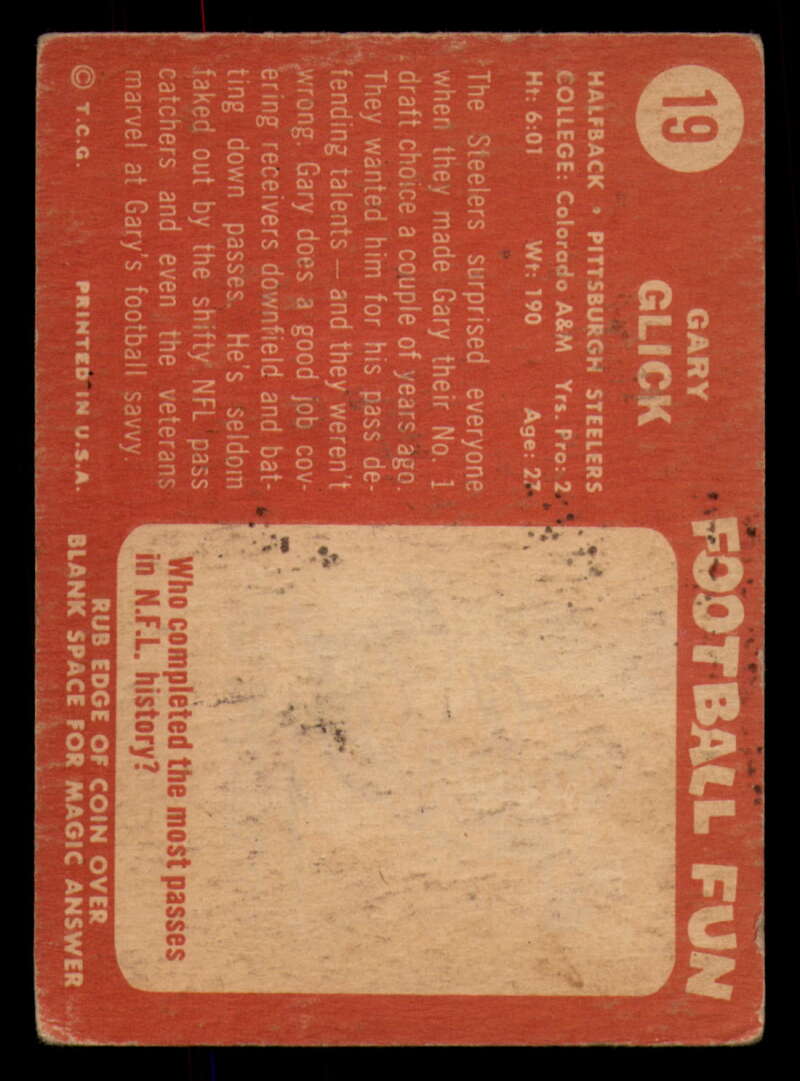 19
GARY
GLICK
HALFBACK • PITTSBURGH STEELERS
COLLEGE: Colorado A&M Yrs. Pro: 2
Ht: 6:01 Wt: 190 Age: 27
The Steelers surprised everyone
when they made Gary their No. 1
draft choice a couple of years ago.
They wanted him for his pass de-
fending talents — and they weren't
wrong. Gary does a good job cov-
ering receivers downfield and bat-
ting down passes. He's seldom
faked out by the shifty NFL pass
catchers and even the veterans
marvel at Gary's football savvy
© T.C.G. PRINTED IN U.S.A.
FOOTBALL FUN
Who completed the most passes
in N.F.L. history?
RUB EDGE OF COIN OVER
BLANK SPACE FOR MAGIC ANSWER